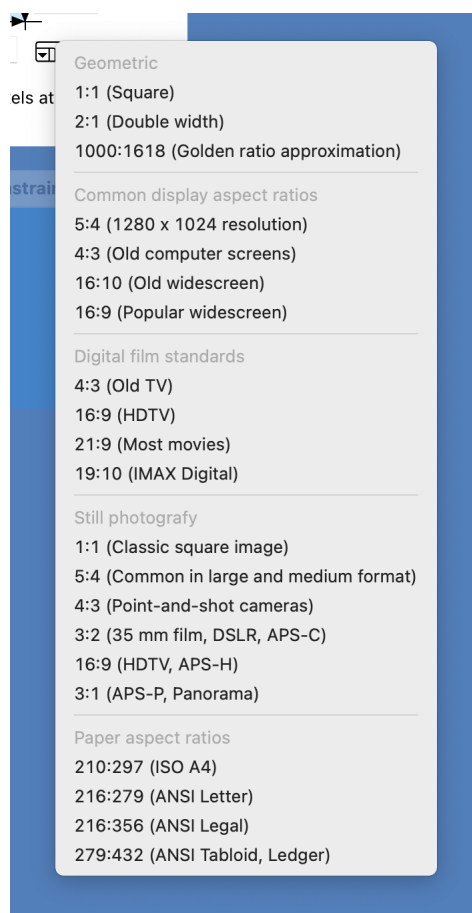 els at
nstrain
Geometric
1:1 (Square)
2:1 (Double width)
1000:1618 (Golden ratio approximation)
Common display aspect ratios
5:4 (1280 x 1024 resolution)
4:3 (Old computer screens)
16:10 (Old widescreen)
16:9 (Popular widescreen)
Digital film standards
4:3 (Old TV)
16:9 (HDTV)
21:9 (Most movies)
19:10 (IMAX Digital)
Still photografy
1:1 (Classic square image)
5:4 (Common in large and medium format)
4:3 (Point-and-shot cameras)
3:2 (35 mm film, DSLR, APS-C)
16:9 (HDTV, APS-H)
3:1 (APS-P, Panorama)
Paper aspect ratios
210:297 (ISO A4)
216:279 (ANSI Letter)
216:356 (ANSI Legal)
279:432 (ANSI Tabloid, Ledger)